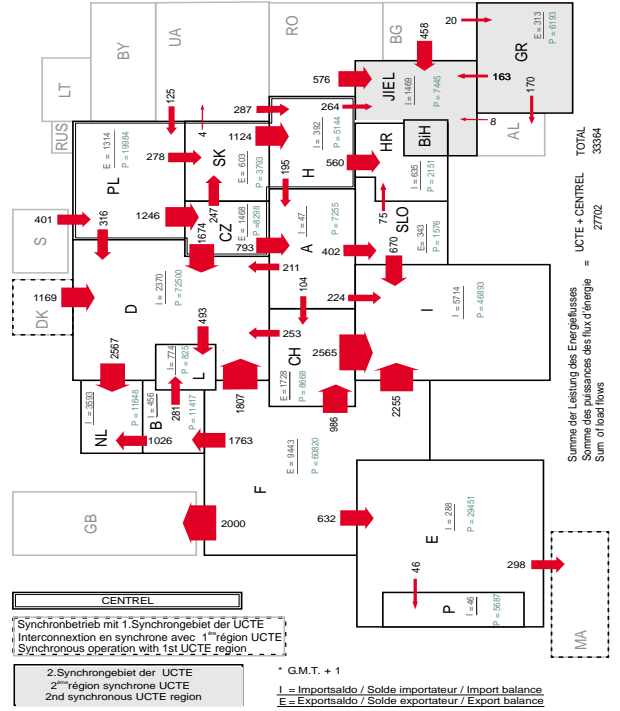 BY
UA
RO
BG
LT
RUS
AL
S
DK
GB
MA
GR
E = 313
P = 6193
20
458
576
JIEL
I = 1469
P = 7445
163
170
8
125
287
264
4
1124
E = 1314
P = 19984
PL
278
SK
E = 603
P = 3793
I = 392
P = 5144
H
HR
BiH
I = 635
P = 2151
560
195
401
316
1246
247
CZ
E = 1468
P = 8298
1674
793
I = 47
P = 7255
A
75
SLO
E = 343
P = 1576
402
670
211
I = 2370
P = 72500
D
1169
104
224
I
I = 5714
P = 46893
493
253
2567
I = 774
P = 825
L
CH
E = 1728
P = 8668
2565
I = 3593
P = 11648
NL
I = 456
P = 11417
B
281
1807
986
2255
1026
1763
E = 9443
P = 60820
F
2000
632
I = 288
P = 29451
E
46
298
I = 46
P = 5687
P
TOTAL
33364
= UCTE + CENTREL
27702
Summe der Leistung des Energieflusses
Somme des puissances des flux d'énergie
Sum of load flows
CENTREL
Synchronbetrieb mit 1.Synchrongebiet der UCTE
Interconnextion en synchrone avec 1ère région UCTE
Synchronous operation with 1st UCTE region
2.Synchrongebiet der UCTE
2ème région synchrone UCTE
2nd synchronous UCTE region
* G.M.T. + 1
I = Importsaldo / Solde importateur / Import balance
E = Exportsaldo / Solde exportateur / Export balance